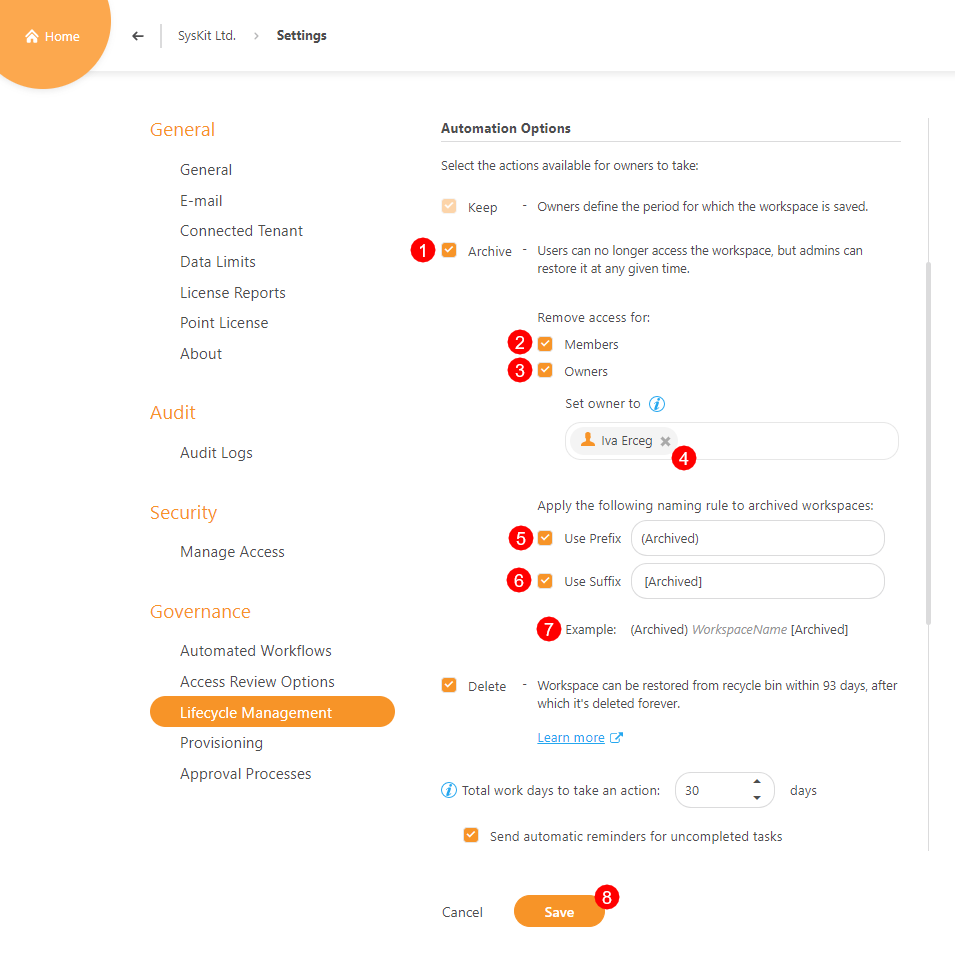 Home
SysKit Ltd. > Settings
General
General
E-mail
Connected Tenant
Data Limits
License Reports
Point License
About
Audit
Audit Logs
Security
Manage Access
Governance
Automated Workflows
Access Review Options
Lifecycle Management
Provisioning
Approval Processes
Automation Options
Select the actions available for owners to take:
Keep - Owners define the period for which the workspace is saved.
1 Archive - Users can no longer access the workspace, but admins can
restore it at any given time.
Remove access for:
2 Members
3 Owners
Set owner to i
Iva Erceg
4
Apply the following naming rule to archived workspaces:
5 Use Prefix (Archived)
6 Use Suffix [Archived]
7 Example: (Archived) WorkspaceName [Archived]
Delete - Workspace can be restored from recycle bin within 93 days, after
which it's deleted forever.
Learn more
i Total work days to take an action: 30 days
Send automatic reminders for uncompleted tasks
Cancel Save 8